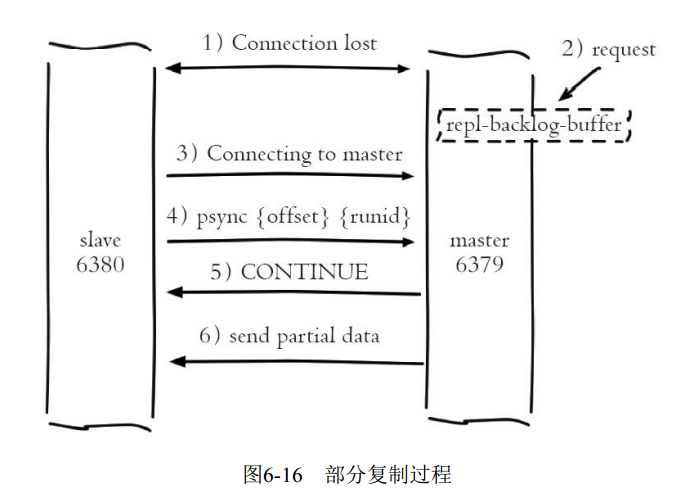 1) Connection lost
2) request
repl-backlog-buffer
3) Connecting to master
4) psync {offset} {runid}
slave
6380
master
6379
5) CONTINUE
6) send partial data
图6-16 部分复制过程